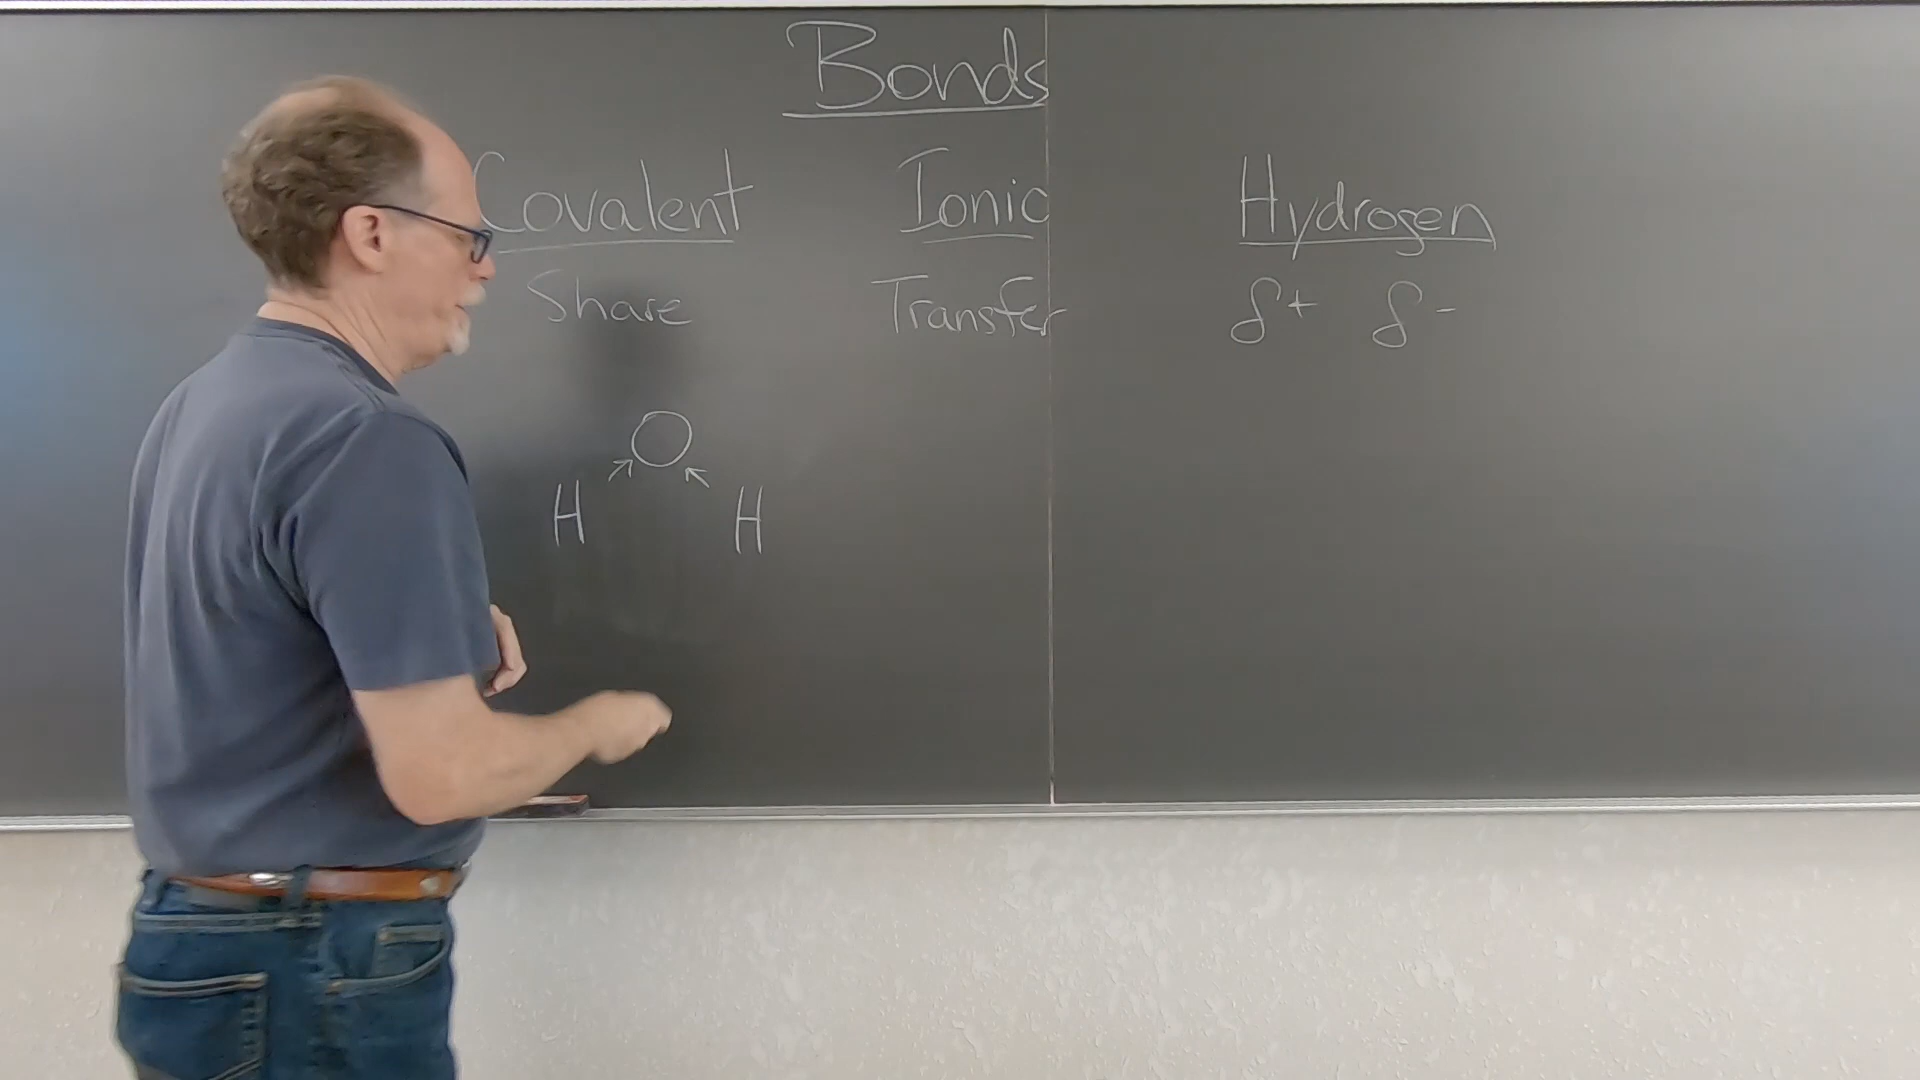 Bonds
Covalent Ionic Hydrogen
Share Transfer δ+ δ-
O
H H